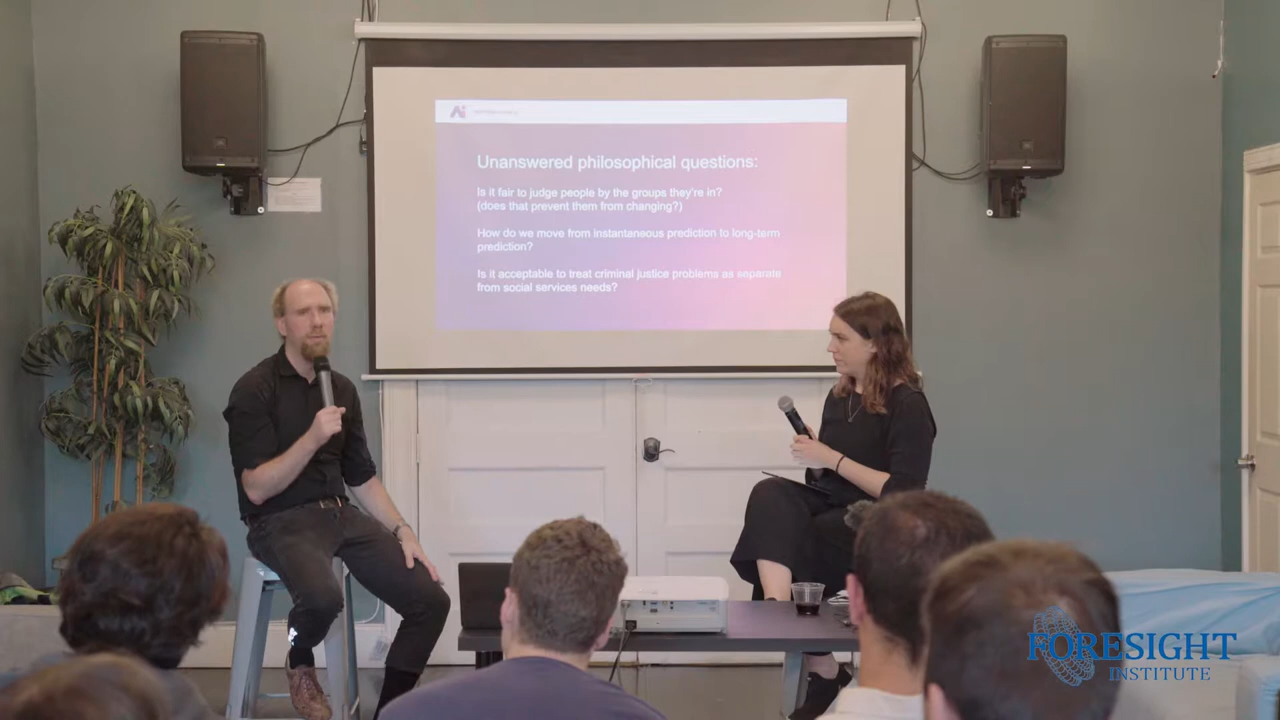 Unanswered philosophical questions:
Is it fair to judge people by the groups they're in?
(does that prevent them from changing?)
How do we move from instantaneous prediction to long-term
prediction?
Is it acceptable to treat criminal justice problems as separate
from social services needs?
FORESIGHT
INSTITUTE